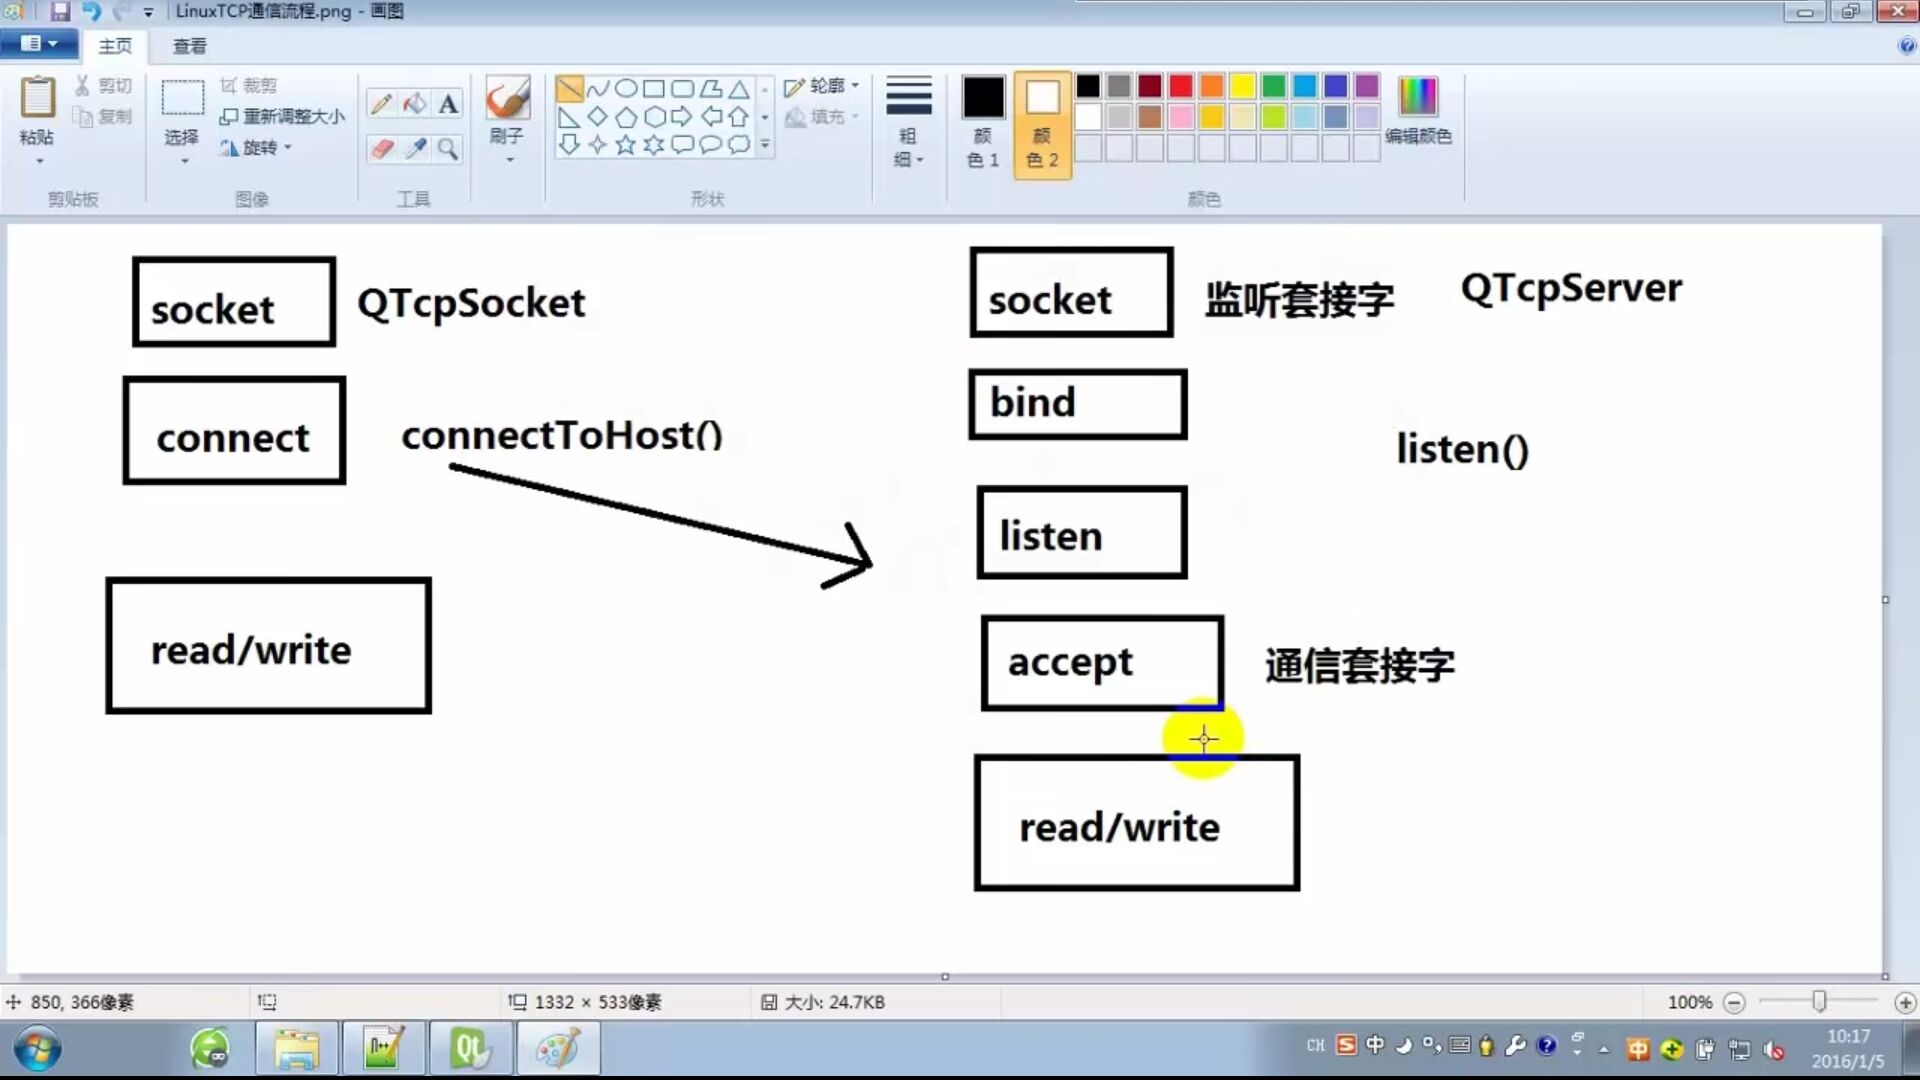 LinuxTCP通信流程.png - 画图
主页
查看
粘贴
剪切
复制
剪贴板
选择
裁剪
重新调整大小
旋转
图像
A
工具
刷子
轮廓
填充
形状
粗
细
颜
色 1
颜
色 2
编辑颜色
颜色
socket
QTcpSocket
connect
connectToHost()
read/write
socket
监听套接字
QTcpServer
bind
listen()
listen
accept
通信套接字
read/write
850, 366像素
1332 × 533像素
大小: 24.7KB
100%
N++
Qt
CH
S
中
中
10:17
2016/1/5